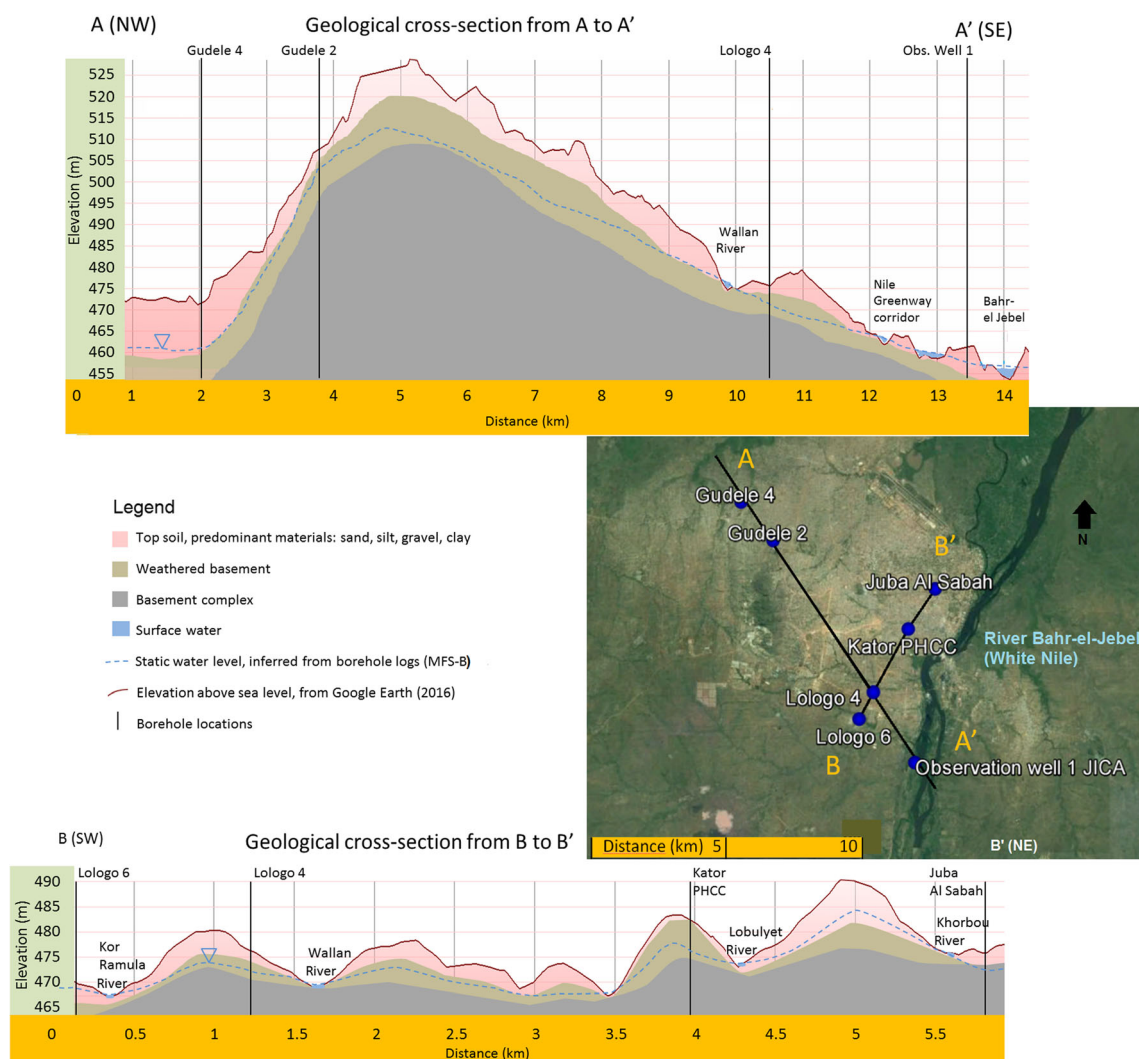 A (NW)
Geological cross-section from A to A’
A’ (SE)
Gudele 4
Gudele 2
Lologo 4
Obs. Well 1
Elevation (m)
525
520
515
510
505
500
495
490
485
480
475
470
465
460
455
Wallan
River
Nile
Greenway
corridor
Bahr-
el Jebel
0 1 2 3 4 5 6 7 8 9 10 11 12 13 14
Distance (km)
Legend
Top soil, predominant materials: sand, silt, gravel, clay
Weathered basement
Basement complex
Surface water
Static water level, inferred from borehole logs (MFS-B)
Elevation above sea level, from Google Earth (2016)
Borehole locations
A
Gudele 4
Gudele 2
N
B’
Juba Al Sabah
Kator PHCC
River Bahr-el-Jebel
(White Nile)
Lologo 4
Lologo 6
A’
B
Observation well 1 JICA
Distance (km) 5 10
B' (NE)
B (SW)
Geological cross-section from B to B’
Lologo 6
Lologo 4
Kator
PHCC
Juba
Al Sabah
Elevation (m)
490
485
480
475
470
465
Kor
Ramula
River
Wallan
River
Lobulyet
River
Khorbou
River
0 0.5 1 1.5 2 2.5 3 3.5 4 4.5 5 5.5
Distance (km)